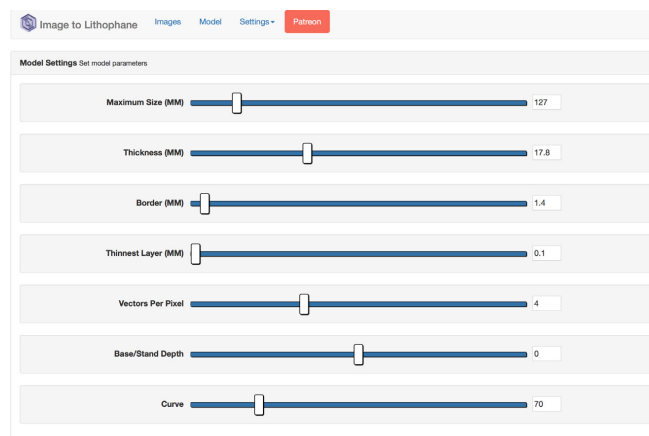 Image to Lithophane Images Model Settings Patreon
Model Settings Set model parameters
Maximum Size (MM) 127
Thickness (MM) 17.8
Border (MM) 1.4
Thinnest Layer (MM) 0.1
Vectors Per Pixel 4
Base/Stand Depth 0
Curve 70